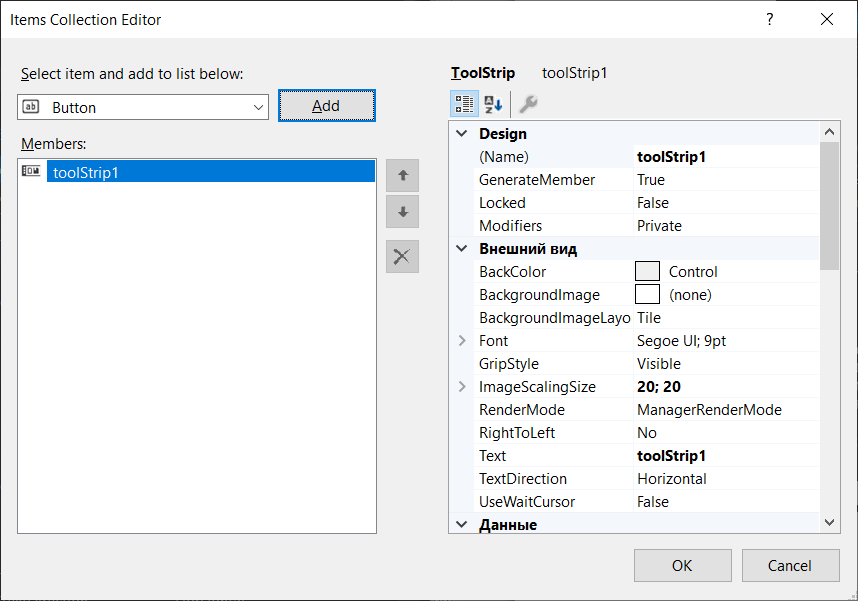 Items Collection Editor
?
Select item and add to list below:
ab Button
Add
Members:
toolStrip1
ToolStrip toolStrip1
Design
(Name) toolStrip1
GenerateMember True
Locked False
Modifiers Private
Внешний вид
BackColor Control
BackgroundImage (none)
BackgroundImageLayo Tile
Font Segoe UI; 9pt
GripStyle Visible
ImageScalingSize 20; 20
RenderMode ManagerRenderMode
RightToLeft No
Text toolStrip1
TextDirection Horizontal
UseWaitCursor False
Данные
OK
Cancel